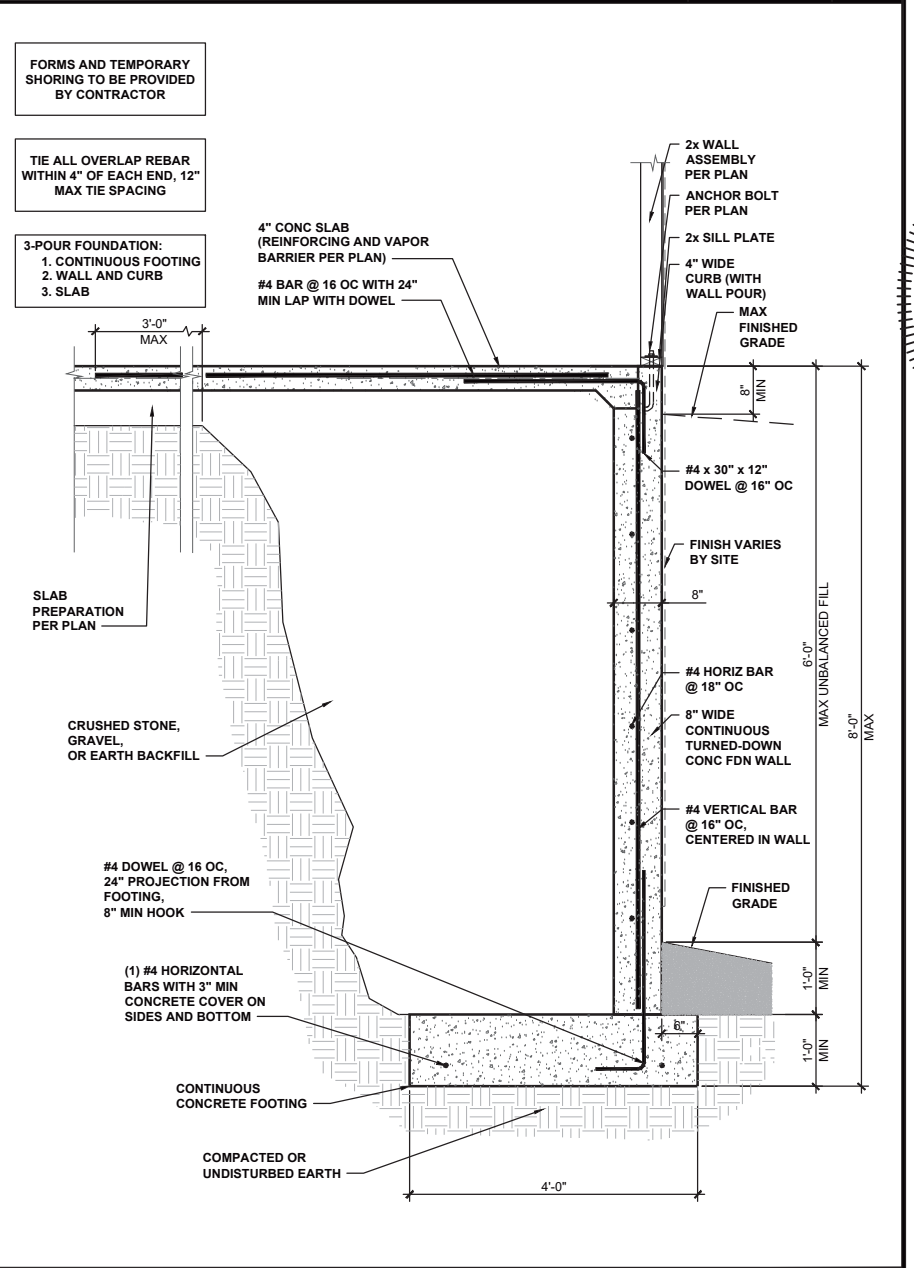 FORMS AND TEMPORARY
SHORING TO BE PROVIDED
BY CONTRACTOR
TIE ALL OVERLAP REBAR
WITHIN 4" OF EACH END, 12"
MAX TIE SPACING
3-POUR FOUNDATION:
1. CONTINUOUS FOOTING
2. WALL AND CURB
3. SLAB
3'-0"
MAX
4" CONC SLAB
(REINFORCING AND VAPOR
BARRIER PER PLAN)
#4 BAR @ 16 OC WITH 24"
MIN LAP WITH DOWEL
2x WALL
ASSEMBLY
PER PLAN
ANCHOR BOLT
PER PLAN
2x SILL PLATE
4" WIDE
CURB (WITH
WALL POUR)
MAX
FINISHED
GRADE
8"
MIN
#4 x 30" x 12"
DOWEL @ 16" OC
FINISH VARIES
BY SITE
8"
6'-0"
MAX UNBALANCED FILL
8'-0"
MAX
SLAB
PREPARATION
PER PLAN
#4 HORIZ BAR
@ 18" OC
8" WIDE
CONTINUOUS
TURNED-DOWN
CONC FDN WALL
CRUSHED STONE,
GRAVEL,
OR EARTH BACKFILL
#4 VERTICAL BAR
@ 16" OC,
CENTERED IN WALL
#4 DOWEL @ 16 OC,
24" PROJECTION FROM
FOOTING,
8" MIN HOOK
FINISHED
GRADE
(1) #4 HORIZONTAL
BARS WITH 3" MIN
CONCRETE COVER ON
SIDES AND BOTTOM
1'-0"
MIN
6"
1'-0"
MIN
CONTINUOUS
CONCRETE FOOTING
COMPACTED OR
UNDISTURBED EARTH
4'-0"